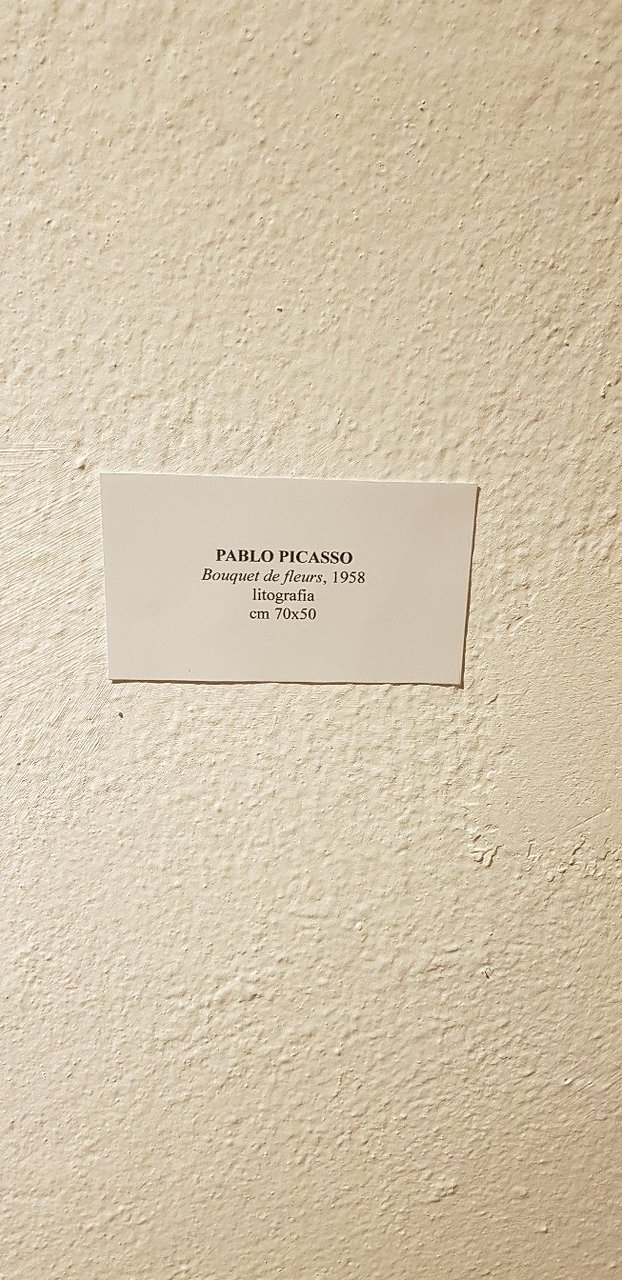 PABLO PICASSO
Bouquet de fleurs, 1958
litografia
cm 70x50